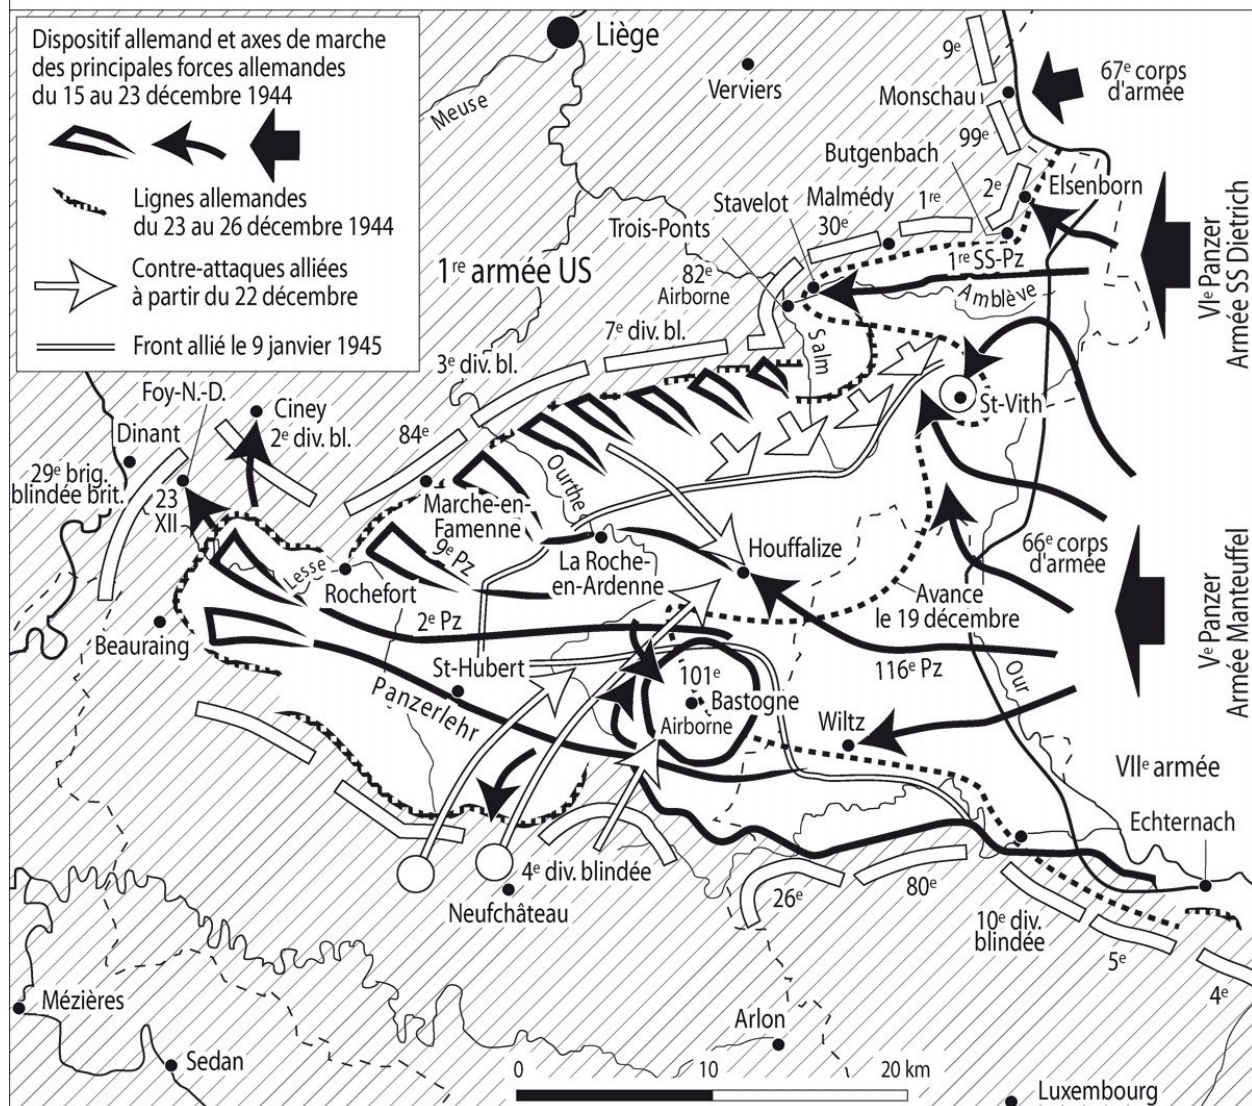 Dispositif allemand et axes de marche
des principales forces allemandes
du 15 au 23 décembre 1944
Lignes allemandes
du 23 au 26 décembre 1944
Contre-attaques alliées
à partir du 22 décembre
Front allié le 9 janvier 1945
Liège
Meuse
Verviers
9e
Monschau
67e corps
d'armée
99e
Butgenbach
2e
Elsenborn
Stavelot
Malmédy
1re
30e
Trois-Ponts
1re armée US
82e
Airborne
1re SS-Pz
Amblève
VIe Panzer
Armée SS Dietrich
7e div. bl.
Salm
3e div. bl.
Foy-N.-D.
Ciney
2e div. bl.
Dinant
84e
St-Vith
29e brig.
blindée brit.
23
XII
Marche-en-
Famenne
Ourthe
9e Pz
La Roche-
en-Ardenne
Houffalize
66e corps
d'armée
Lesse
Rochefort
Avance
le 19 décembre
Ve Panzer
Armée Manteuffel
Beauraing
2e Pz
St-Hubert
116e Pz
Our
Panzerlehr
101e
Bastogne
Airborne
Wiltz
VIIe armée
Echternach
4e div. blindée
Neufchâteau
26e
80e
10e div.
blindée
5e
4e
Mézières
Sedan
Arlon
0
10
20 km
Luxembourg